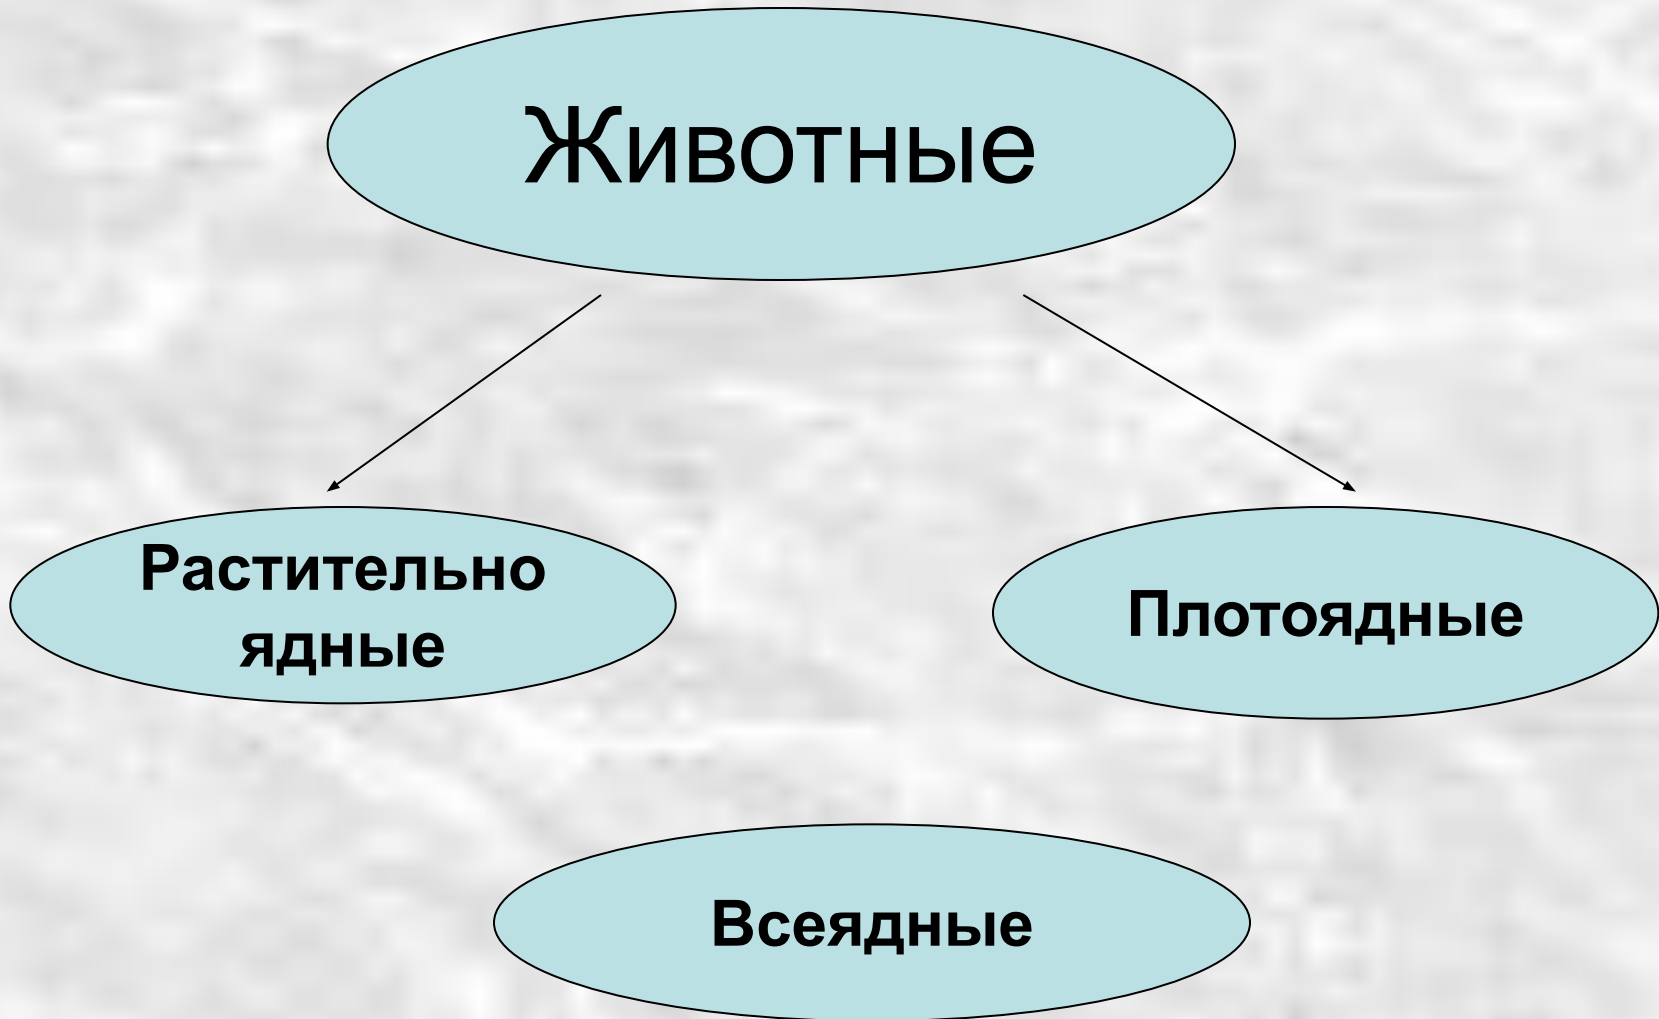 Животные
Растительно
ядные
Плотоядные
Всеядные